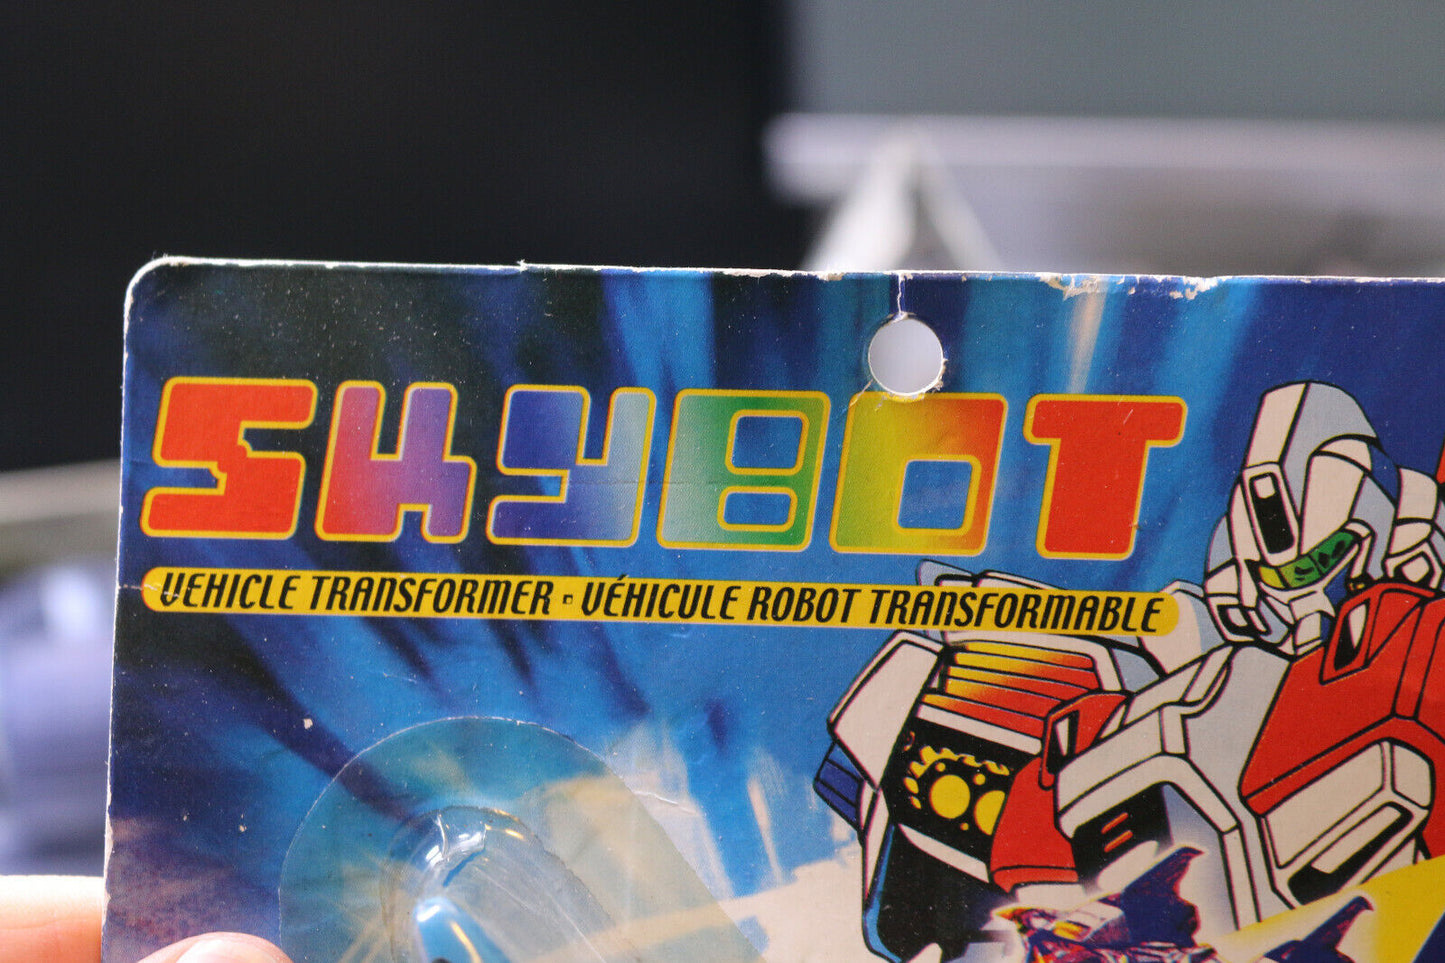 SKYBOT
VEHICLE TRANSFORMER · VÉHICULE ROBOT TRANSFORMABLE